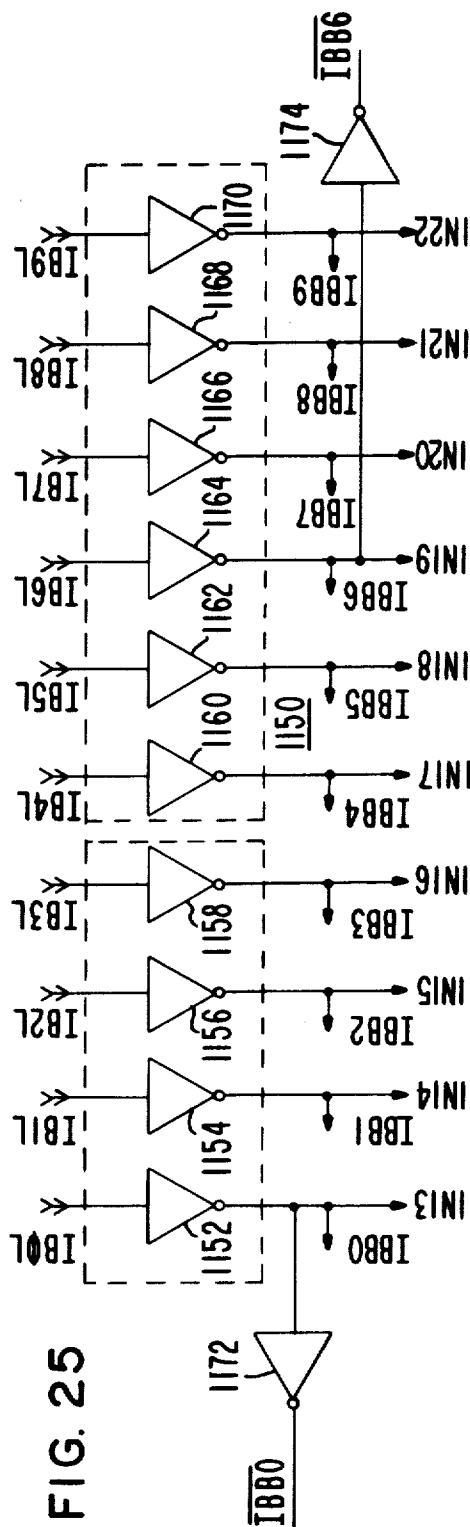 FIG. 25
IBØL IB1L IB2L IB3L IB4L IB5L IB6L IB7L IB8L IB9L
1152 1154 1156 1158 1160 1162 1164 1166 1168 1170
1150
1172 1174
IBB0 IBB1 IBB2 IBB3 IBB4 IBB5 IBB6 IBB7 IBB8 IBB9
IBB0 IBB6
IN13 IN14 IN15 IN16 IN17 IN18 IN19 IN20 IN21 IN22